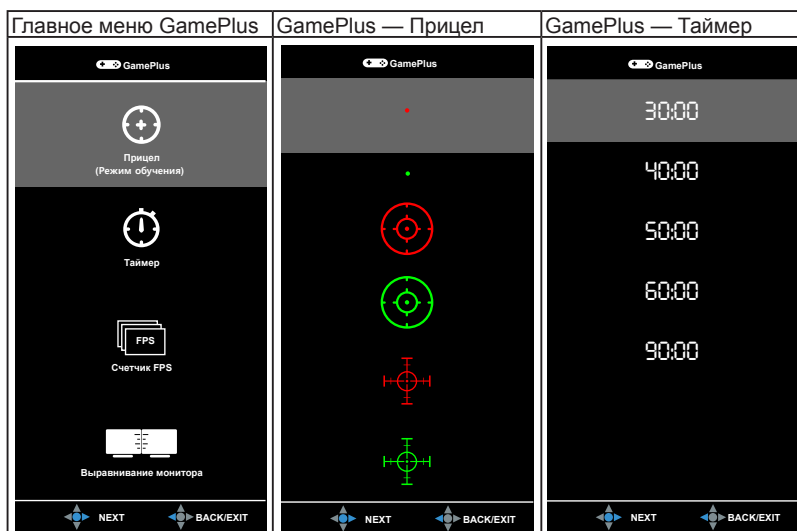 Главное меню GamePlus
GamePlus
Прицел
(Режим обучения)
Таймер
FPS
Счетчик FPS
Выравнивание монитора
NEXT BACK/EXIT
GamePlus — Прицел
GamePlus
NEXT BACK/EXIT
GamePlus — Таймер
GamePlus
30:00
40:00
50:00
60:00
90:00
NEXT BACK/EXIT